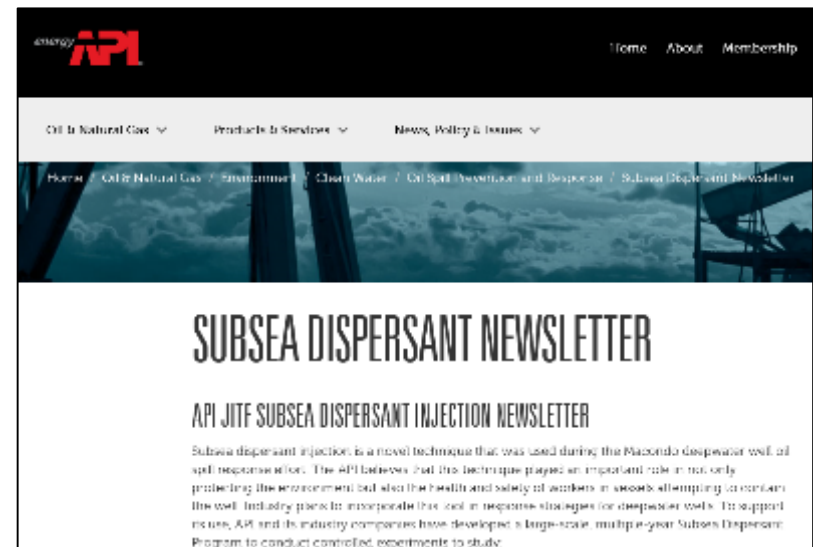 energy API
Home About Membership
Oil & Natural Gas Products & Services News, Policy & Issues
Home / Oil & Natural Gas / Environment / Clean Water / Oil Spill Prevention and Response / Subsea Dispersant Newsletter
SUBSEA DISPERSANT NEWSLETTER
API JITF SUBSEA DISPERSANT INJECTION NEWSLETTER
Subsea dispersant injection is a novel technique that was used during the Macondo deepwater well oil
spill response effort. The API believes that this technique played an important role in not only
protecting the environment but also the health and safety of workers in vessels attempting to contain
the well. Industry plans to incorporate this tool in response strategies for deepwater wells. To support
its use, API and its industry companies have developed a large-scale, multiple-year Subsea Dispersant
Program to conduct controlled experiments to study: